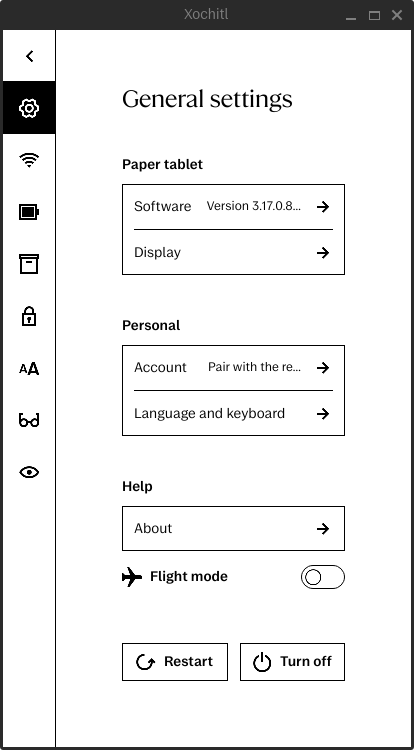 Xochitl
General settings
Paper tablet
Software Version 3.17.0.8...
Display
Personal
Account Pair with the re...
Language and keyboard
AA
Help
About
Flight mode
Restart Turn off